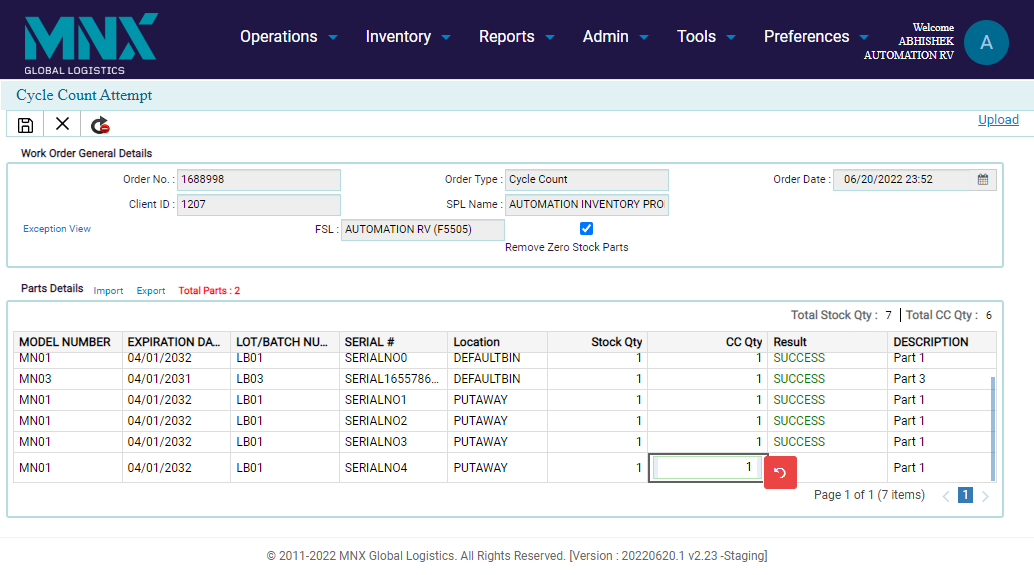 MNX
GLOBAL LOGISTICS
Operations Inventory Reports Admin Tools Preferences
Welcome
ABHISHEK
AUTOMATION RV
A
Cycle Count Attempt
Upload
Work Order General Details
Order No. : 1688998 Order Type : Cycle Count Order Date : 06/20/2022 23:52
Client ID : 1207 SPL Name : AUTOMATION INVENTORY PRO
Exception View FSL : AUTOMATION RV (F5505)
Remove Zero Stock Parts
Parts Details Import Export Total Parts : 2
Total Stock Qty : 7 Total CC Qty : 6
MODEL NUMBER EXPIRATION DA... LOT/BATCH NU... SERIAL # Location Stock Qty CC Qty Result DESCRIPTION
MN01 04/01/2032 LB01 SERIALNO0 DEFAULTBIN 1 1 SUCCESS Part 1
MN03 04/01/2031 LB03 SERIAL1655786... DEFAULTBIN 1 1 SUCCESS Part 3
MN01 04/01/2032 LB01 SERIALNO1 PUTAWAY 1 1 SUCCESS Part 1
MN01 04/01/2032 LB01 SERIALNO2 PUTAWAY 1 1 SUCCESS Part 1
MN01 04/01/2032 LB01 SERIALNO3 PUTAWAY 1 1 SUCCESS Part 1
MN01 04/01/2032 LB01 SERIALNO4 PUTAWAY 1 1 Part 1
Page 1 of 1 (7 items) 1
© 2011-2022 MNX Global Logistics. All Rights Reserved. [Version : 20220620.1 v2.23 -Staging]